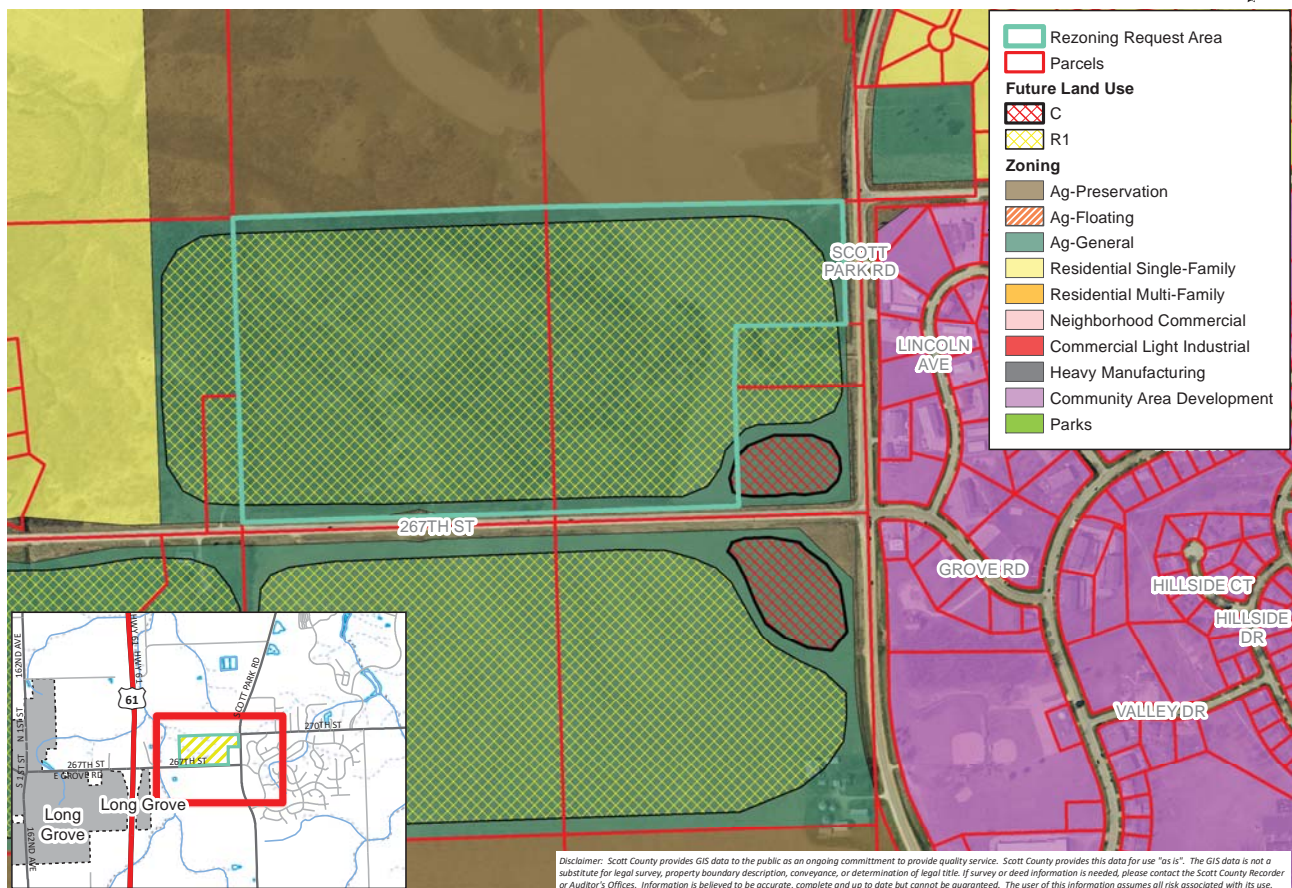 Rezoning Request Area
Parcels
Future Land Use
C
R1
Zoning
Ag-Preservation
Ag-Floating
Ag-General
Residential Single-Family
Residential Multi-Family
Neighborhood Commercial
Commercial Light Industrial
Heavy Manufacturing
Community Area Development
Parks
SCOTT
PARK RD
LINCOLN
AVE
267TH ST
GROVE RD
HILLSIDE CT
HILLSIDE
DR
VALLEY DR
162ND AVE
HWY 61
HWY 61
SCOTT PARK RD
61
N 1ST ST
270TH ST
S 1ST ST
267TH ST
267TH ST
E GROVE RD
Long Grove
Long
Grove
162ND AVE
Disclaimer: Scott County provides GIS data to the public as an ongoing committment to provide quality service. Scott County provides this data for use "as is". The GIS data is not a
substitute for legal survey, property boundary description, conveyance, or determination of legal title. If survey or deed information is needed, please contact the Scott County Recorder
or Auditor's Offices. Information is believed to be accurate, complete and up to date but cannot be guaranteed. The user of this information assumes all risk associated with its use.